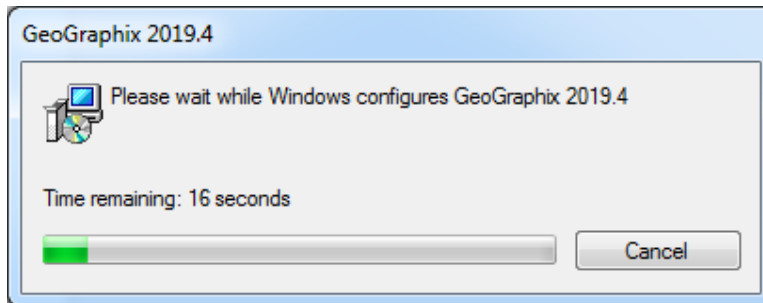 GeoGraphix 2019.4
Please wait while Windows configures GeoGraphix 2019.4
Time remaining: 16 seconds
Cancel